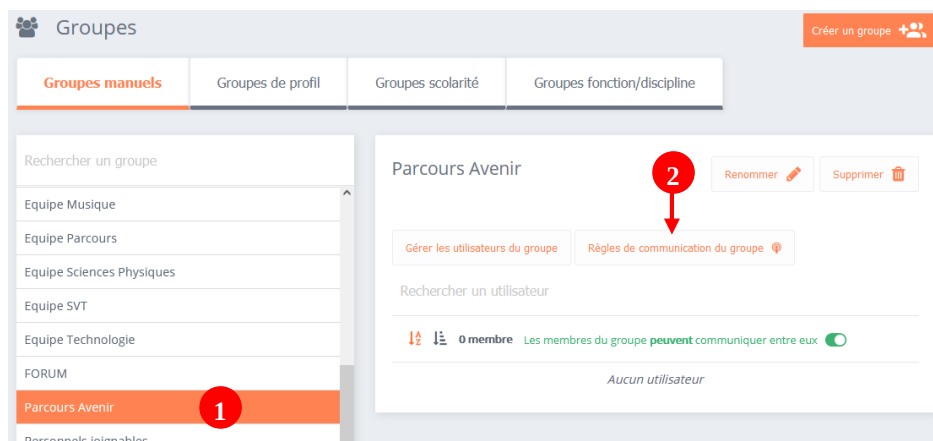 Groupes
Créer un groupe
Groupes manuels
Groupes de profil
Groupes scolarité
Groupes fonction/discipline
Rechercher un groupe
Equipe Musique
Equipe Parcours
Equipe Sciences Physiques
Equipe SVT
Equipe Technologie
FORUM
Parcours Avenir
1
Personnels joignables
Parcours Avenir
2
Renommer
Supprimer
Gérer les utilisateurs du groupe
Règles de communication du groupe
Rechercher un utilisateur
0 membre Les membres du groupe peuvent communiquer entre eux
Aucun utilisateur